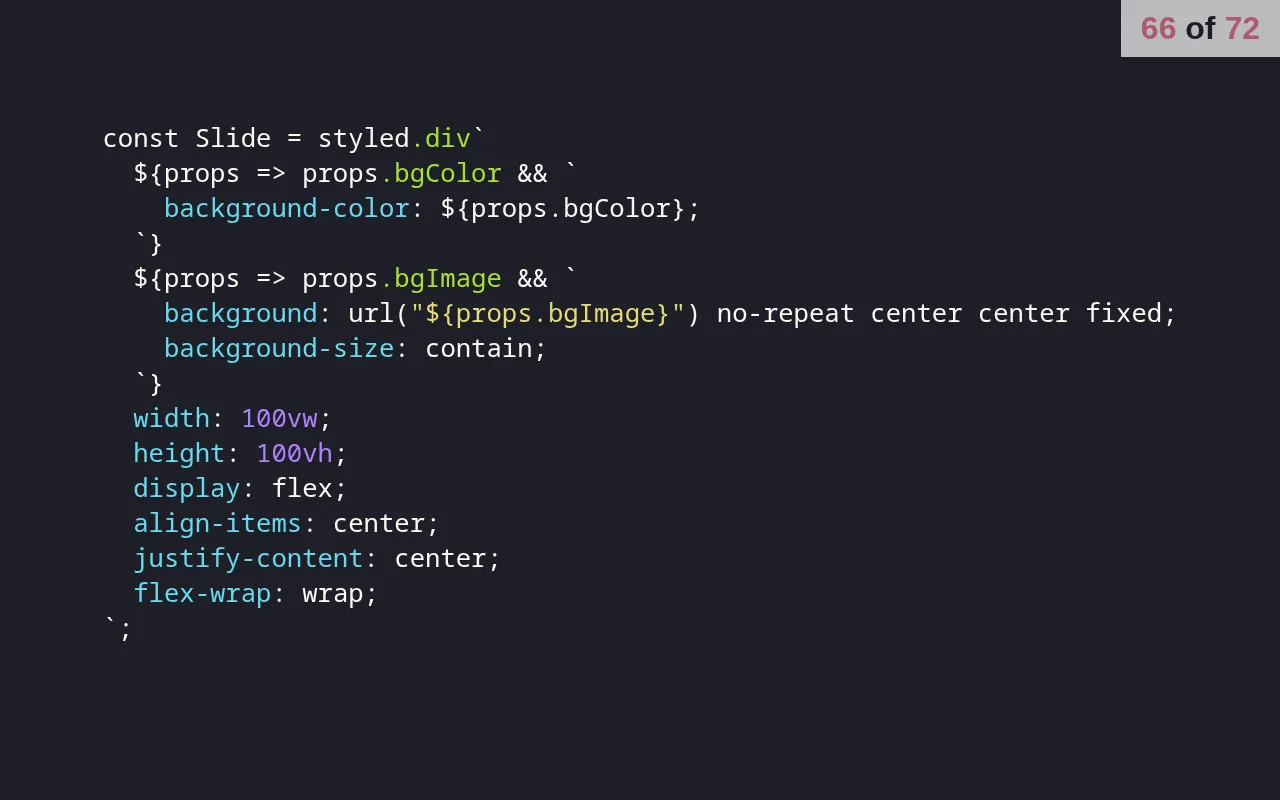 66 of 72
const Slide = styled.div`
  ${props => props.bgColor && `
    background-color: ${props.bgColor};
  `}
  ${props => props.bgImage && `
    background: url("${props.bgImage}") no-repeat center center fixed;
    background-size: contain;
  `}
  width: 100vw;
  height: 100vh;
  display: flex;
  align-items: center;
  justify-content: center;
  flex-wrap: wrap;
`;